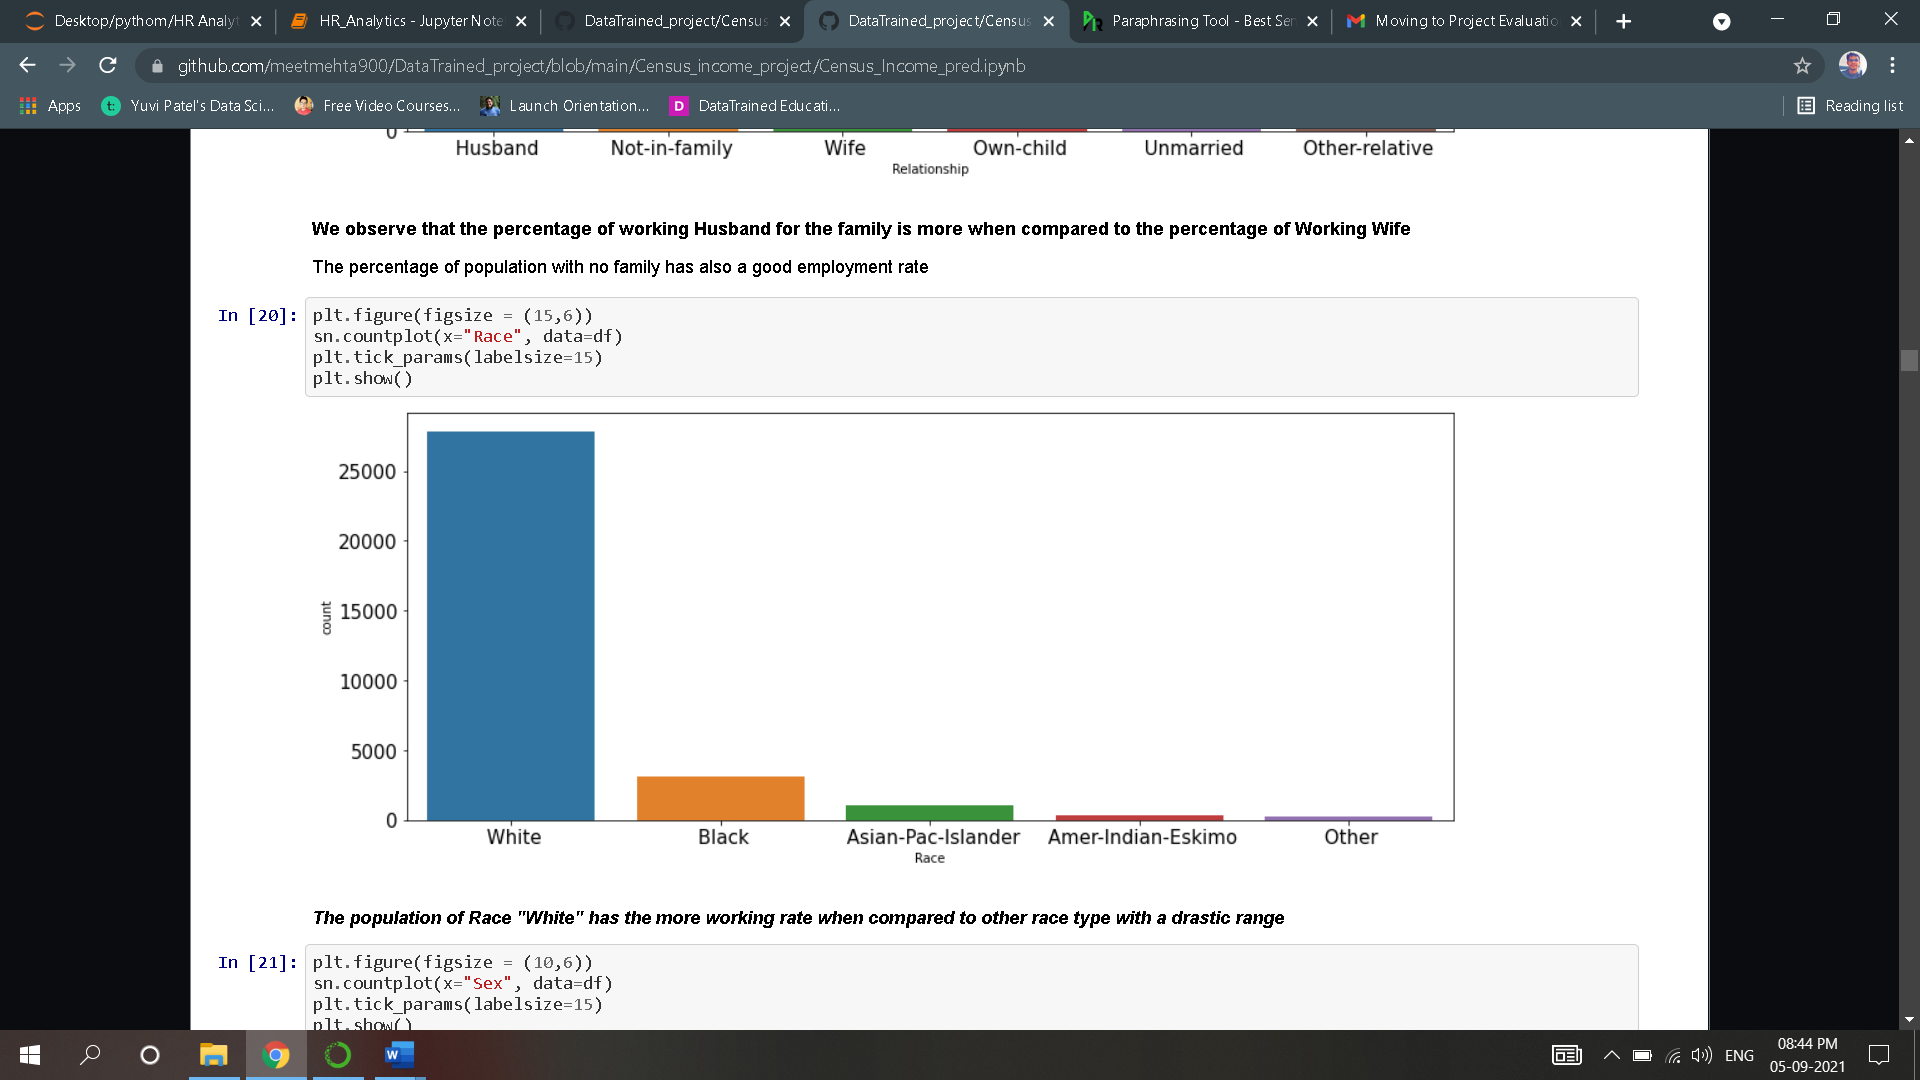 Desktop/pythom/HR Analyt
HR_Analytics - Jupyter Note
DataTrained_project/Census
DataTrained_project/Census
Paraphrasing Tool - Best Ser
Moving to Project Evaluatio
github.com/meetmehta900/DataTrained_project/blob/main/Census_income_project/Census_Income_pred.ipynb
Apps
Yuvi Patel's Data Sci...
Free Video Courses...
Launch Orientation...
D DataTrained Educati...
Reading list
0
Husband Not-in-family Wife Own-child Unmarried Other-relative
Relationship
We observe that the percentage of working Husband for the family is more when compared to the percentage of Working Wife
The percentage of population with no family has also a good employment rate
In [20]: plt.figure(figsize = (15,6))
sn.countplot(x="Race", data=df)
plt.tick_params(labelsize=15)
plt.show()
25000
20000
15000
10000
5000
0
count
White Black Asian-Pac-Islander Amer-Indian-Eskimo Other
Race
The population of Race "White" has the more working rate when compared to other race type with a drastic range
In [21]: plt.figure(figsize = (10,6))
sn.countplot(x="Sex", data=df)
plt.tick_params(labelsize=15)
plt.show()
ENG
08:44 PM
05-09-2021